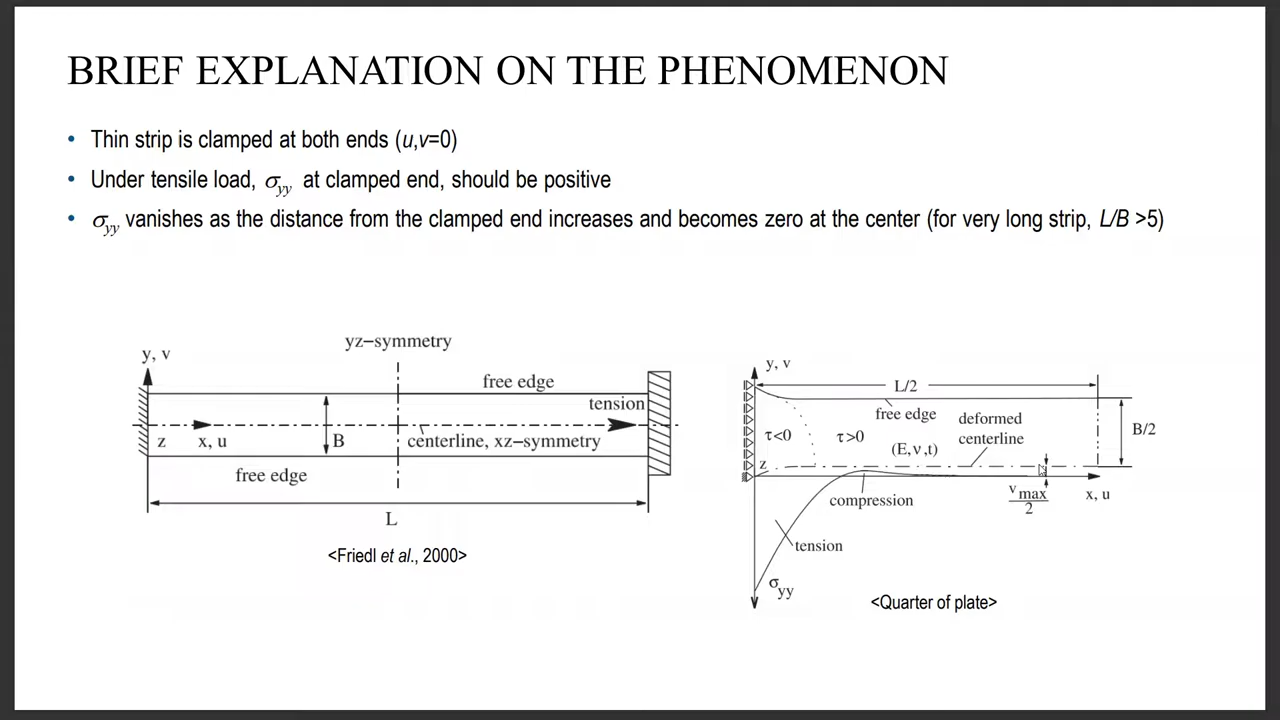 BRIEF EXPLANATION ON THE PHENOMENON
• Thin strip is clamped at both ends (u,v=0)
• Under tensile load, σyy at clamped end, should be positive
• σyy vanishes as the distance from the clamped end increases and becomes zero at the center (for very long strip, L/B >5)
yz−symmetry
y, v
free edge
tension
z
x, u
B
centerline, xz−symmetry
free edge
L
<Friedl et al., 2000>
y, v
L/2
free edge
deformed
centerline
τ<0
τ>0
(E,ν,t)
B/2
z
compression
vmax
2
x, u
tension
σyy
<Quarter of plate>